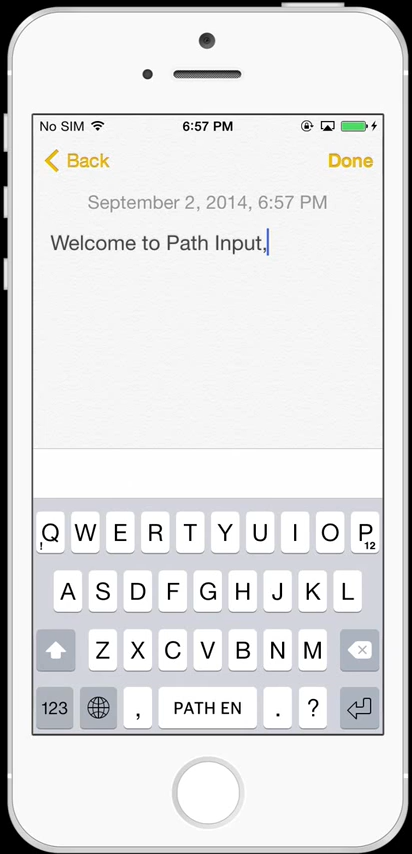 No SIM 6:57 PM
Back Done
September 2, 2014, 6:57 PM
Welcome to Path Input,
Q W E R T Y U I O P
! 12
A S D F G H J K L
Z X C V B N M
123 , PATH EN . ?